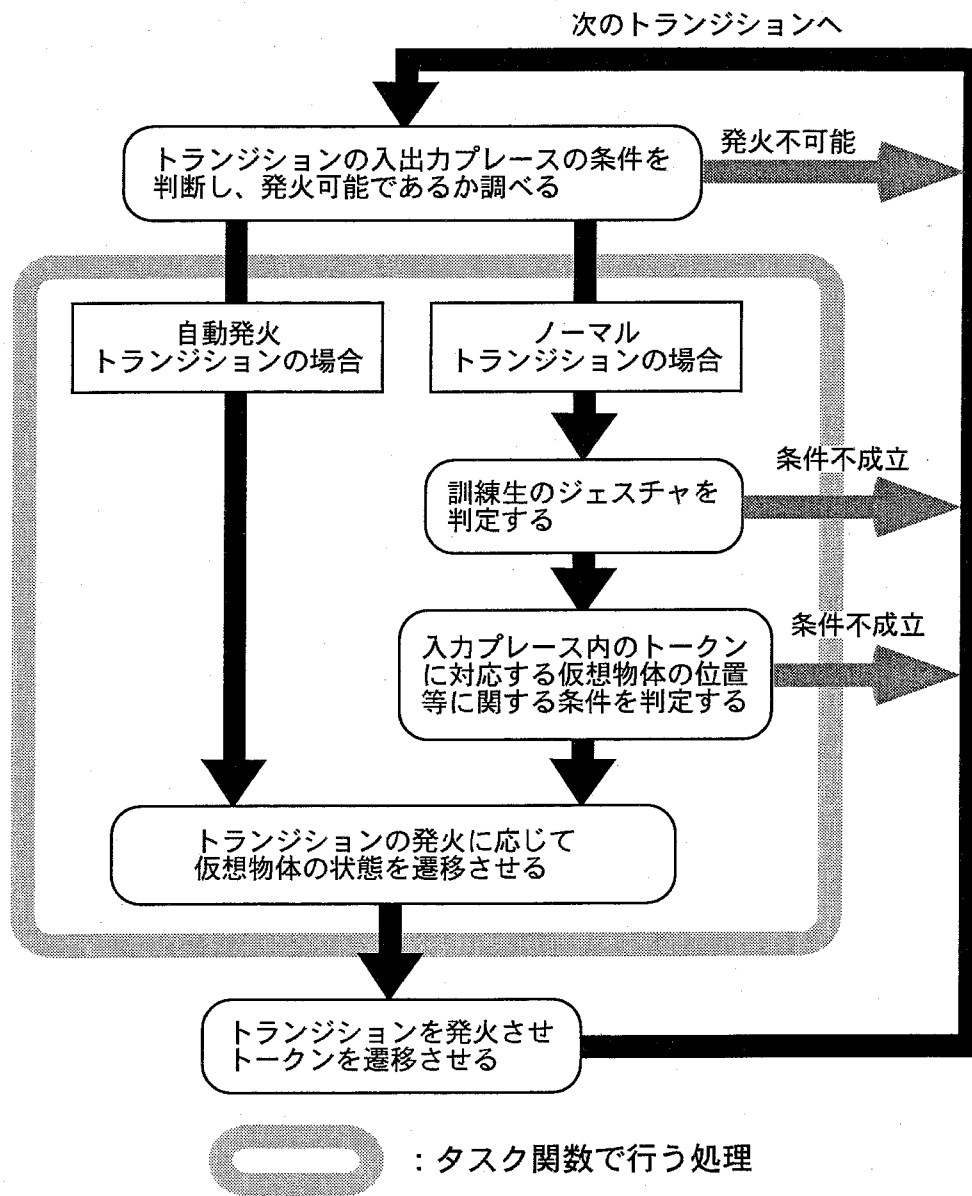 次のトランジションへ
トランジションの入出力プレースの条件を
判断し、発火可能であるか調べる
発火不可能
自動発火
トランジションの場合
ノーマル
トランジションの場合
訓練生のジェスチャを
判定する
条件不成立
入力プレース内のトークン
に対応する仮想物体の位置
等に関する条件を判定する
条件不成立
トランジションの発火に応じて
仮想物体の状態を遷移させる
トランジションを発火させ
トークンを遷移させる
:タスク関数で行う処理